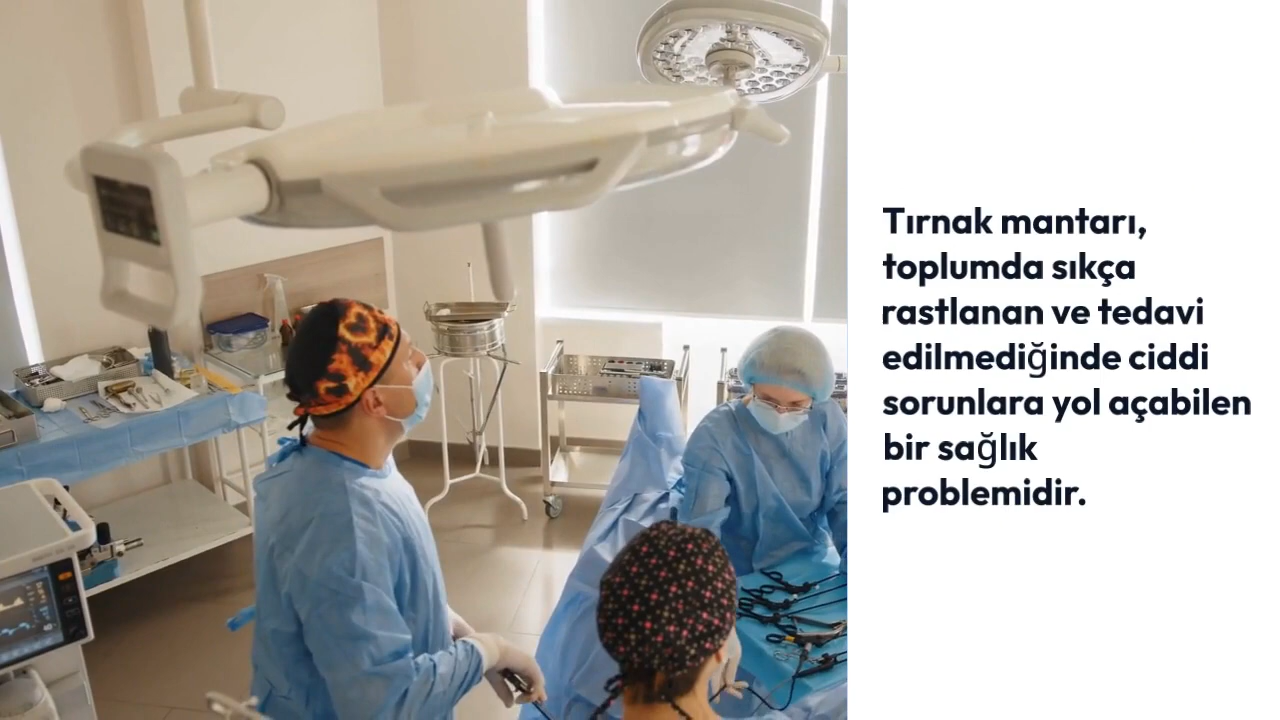 Tırnak mantarı,
toplumda sıkça
rastlanan ve tedavi
edilmediğinde ciddi
sorunlara yol açabilen
bir sağlık
problemidir.